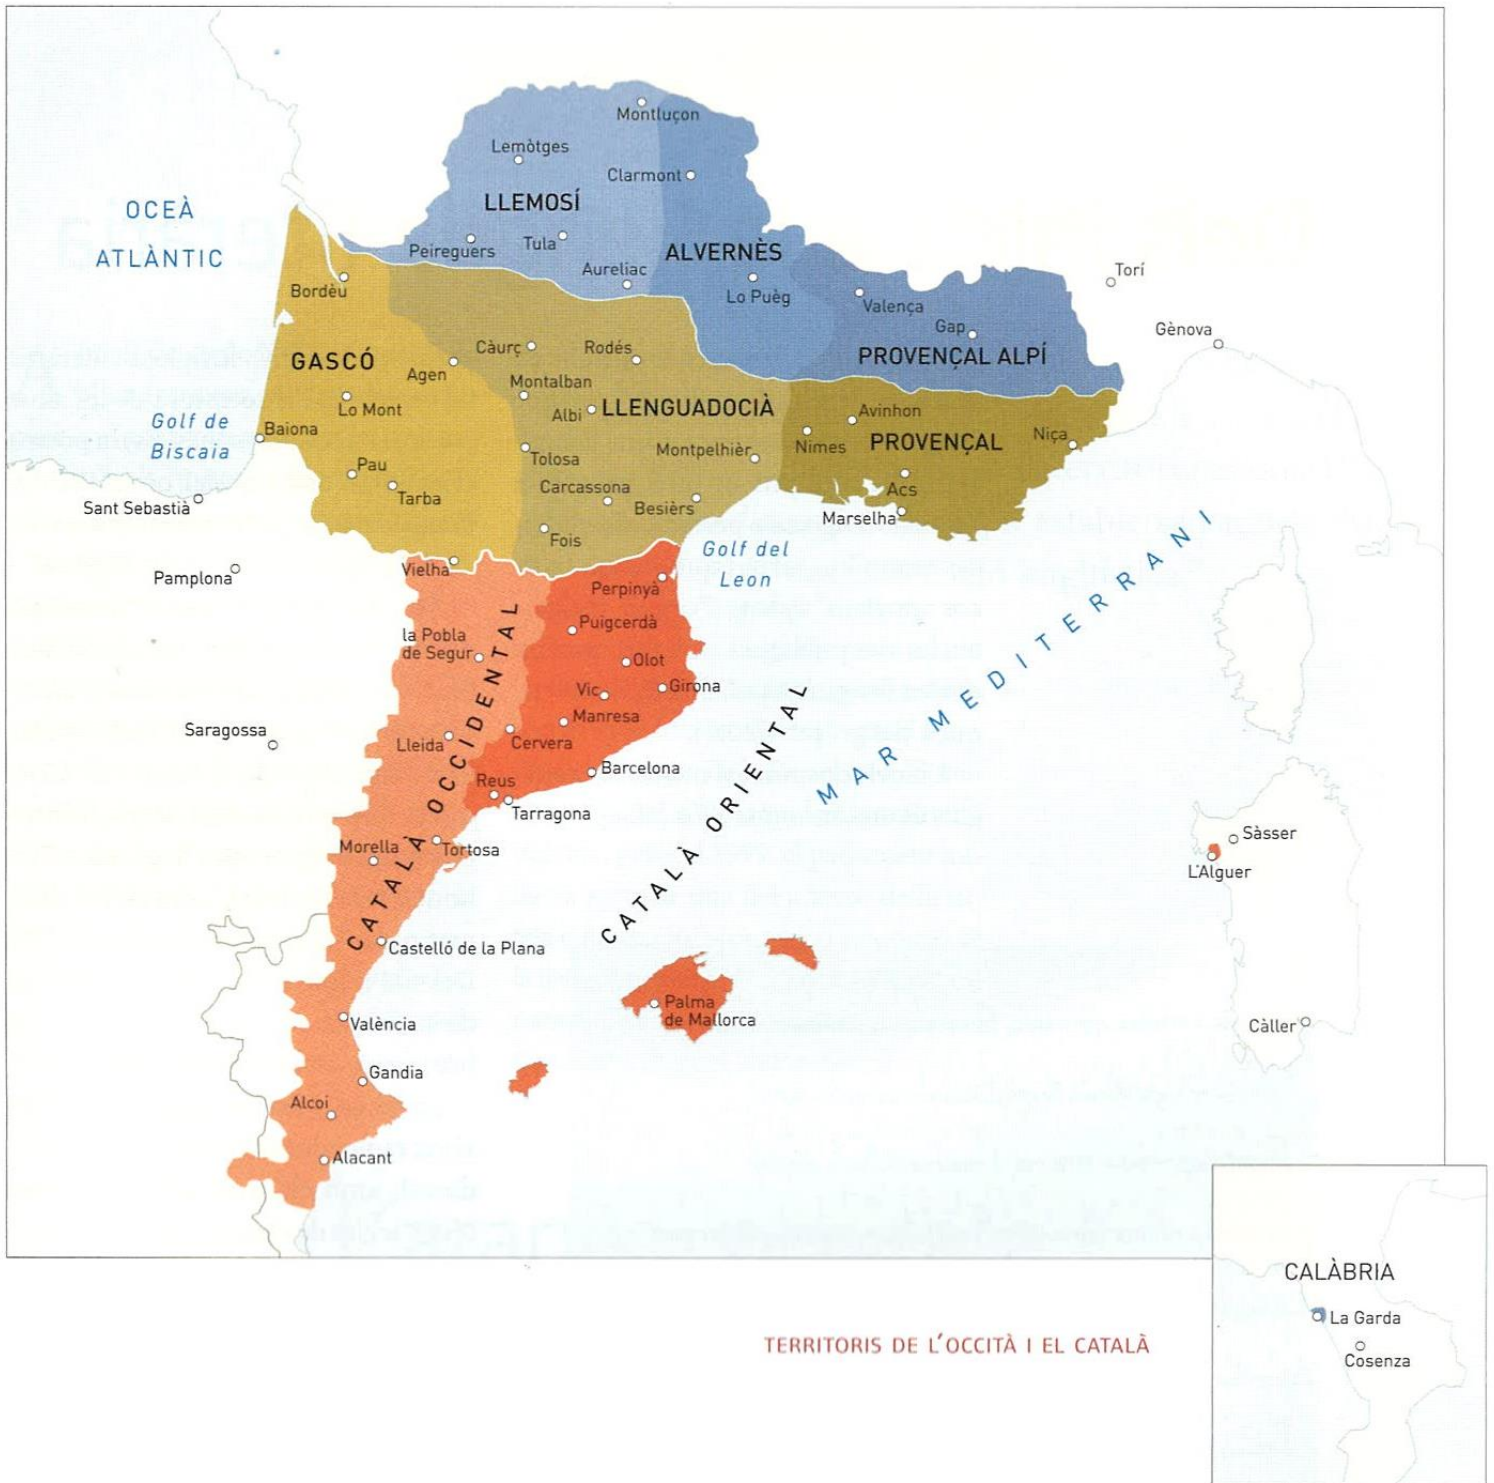 Montluçon
Lemòtges
Clarmont
LLEMOSÍ
OCEÀ
ATLÀNTIC
Peireguers
Tula
ALVERNÈS
Aureliac
Torí
Bordèu
Lo Puèg
Valença
Gap
Gènova
GASCÓ
Càurç
Rodés
PROVENÇAL ALPÍ
Agen
Montalban
Lo Mont
Albi
LLENGUADOCIÀ
Avinhon
Golf de
Biscaia
Baiona
Nimes
PROVENÇAL
Niça
Montpelhièr
Pau
Tolosa
Tarba
Carcassona
Acs
Sant Sebastià
Besièrs
Marselha
Fois
Golf del
Leon
Vielha
Pamplona
Perpinyà
Puigcerdà
la Pobla
de Segur
Olot
Vic
Girona
Manresa
Saragossa
Lleida
Cervera
Barcelona
Reus
Tarragona
CATALÀ OCCIDENTAL
CATALÀ ORIENTAL
MAR MEDITERRANI
Morella
Tortosa
Sàsser
L'Alguer
Castelló de la Plana
Palma
de Mallorca
València
Càller
Gandia
Alcoi
Alacant
CALÀBRIA
La Garda
Cosenza
TERRITORIS DE L'OCCITÀ I EL CATALÀ